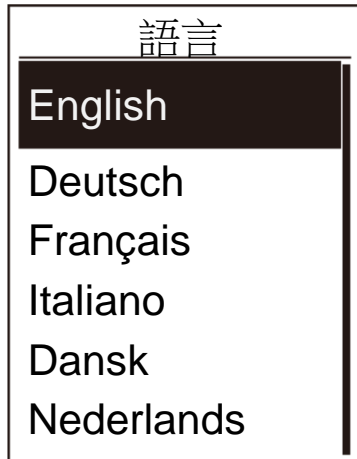 語言
English
Deutsch
Français
Italiano
Dansk
Nederlands